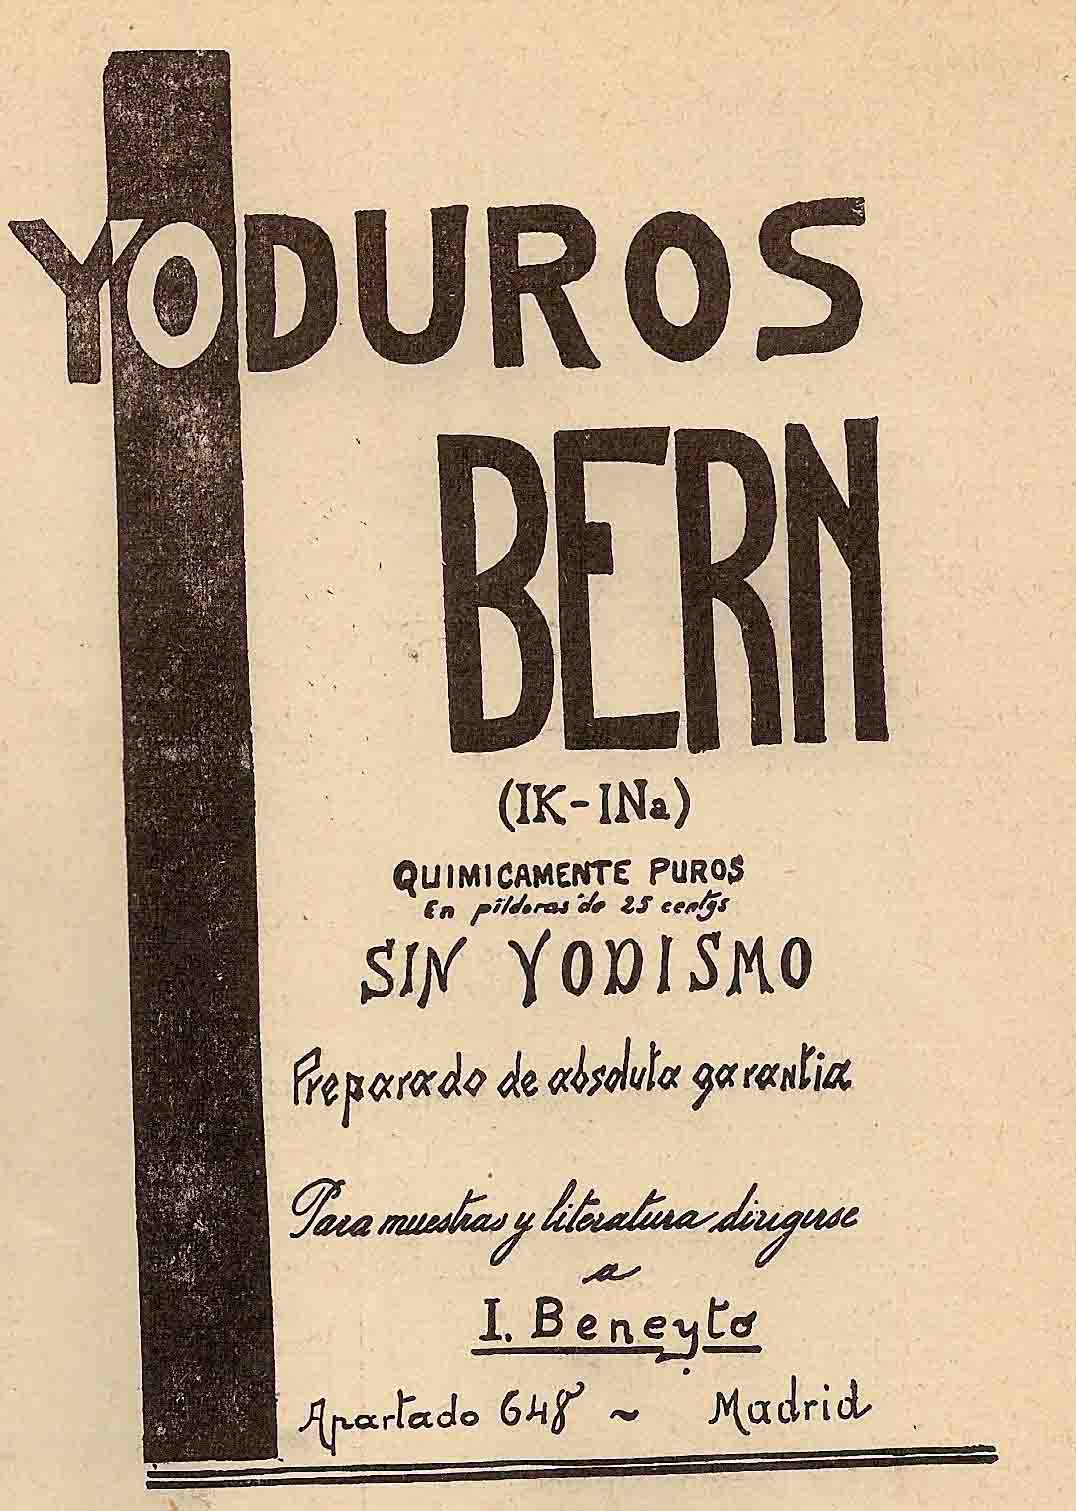 YODUROS
BERN
(IK-INa)
QUIMICAMENTE PUROS
En píldoras de 25 centgs
SIN YODISMO
Preparado de absoluta garantia
Para muestras y literatura dirigirse
a
I. Beneyto
Apartado 648 ~ Madrid